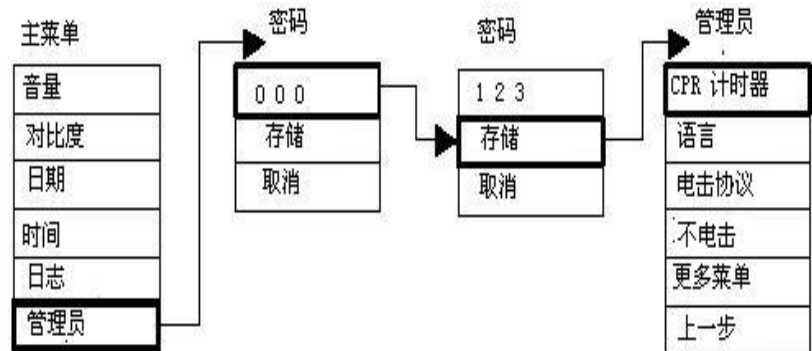 主菜单
音量
对比度
日期
时间
日志
管理员
密码
0 0 0
存储
取消
密码
1 2 3
存储
取消
管理员
CPR 计时器
语言
电击协议
不电击
更多菜单
上一步